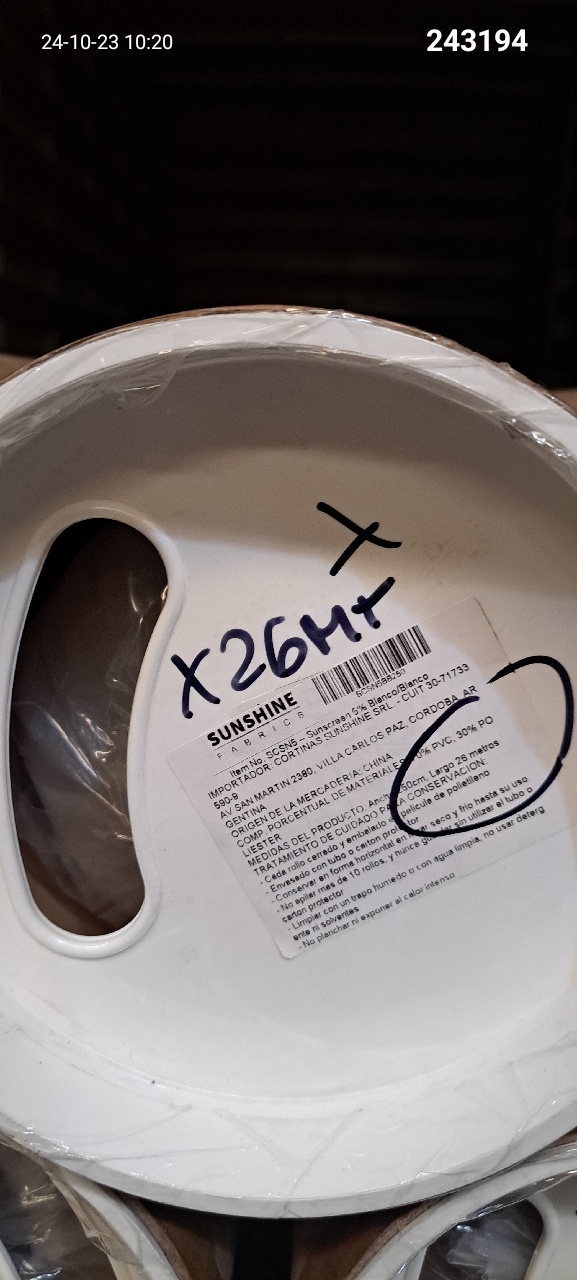 24-10-23 10:20
243194
X
X26Mt
SUNSHINE
FABRICS
Item No. SCSN5 - Sunscreen 5% Blanco/Blanco
IMPORTADOR: CORTINAS SUNSHINE SRL - CUIT 30-71733
590-8
AV SAN MARTIN 2380, VILLA CARLOS PAZ, CORDOBA, AR
GENTINA
ORIGEN DE LA MERCADERIA: CHINA
COMP. PORCENTUAL DE MATERIALES: PVC, 30% PO
LIESTER
MEDIDAS DEL PRODUCTO: Largo 26 metros
TRATAMIENTO DE CUIDADO PARA CONSERVACION:
- Cada rollo cerrado y embalado película de polietileno
- Envasado con tubo o carton protector
- Conservar en forma horizontal en lugar seco y frio hasta su uso
- No apilar mas de 10 rollos, y nunca sin utilizar el tubo o
carton protector
- Limpiar con un trapo humedo o con agua limpia, no usar deterg
ente ni solventes
- No planchar ni exponer al calor intenso